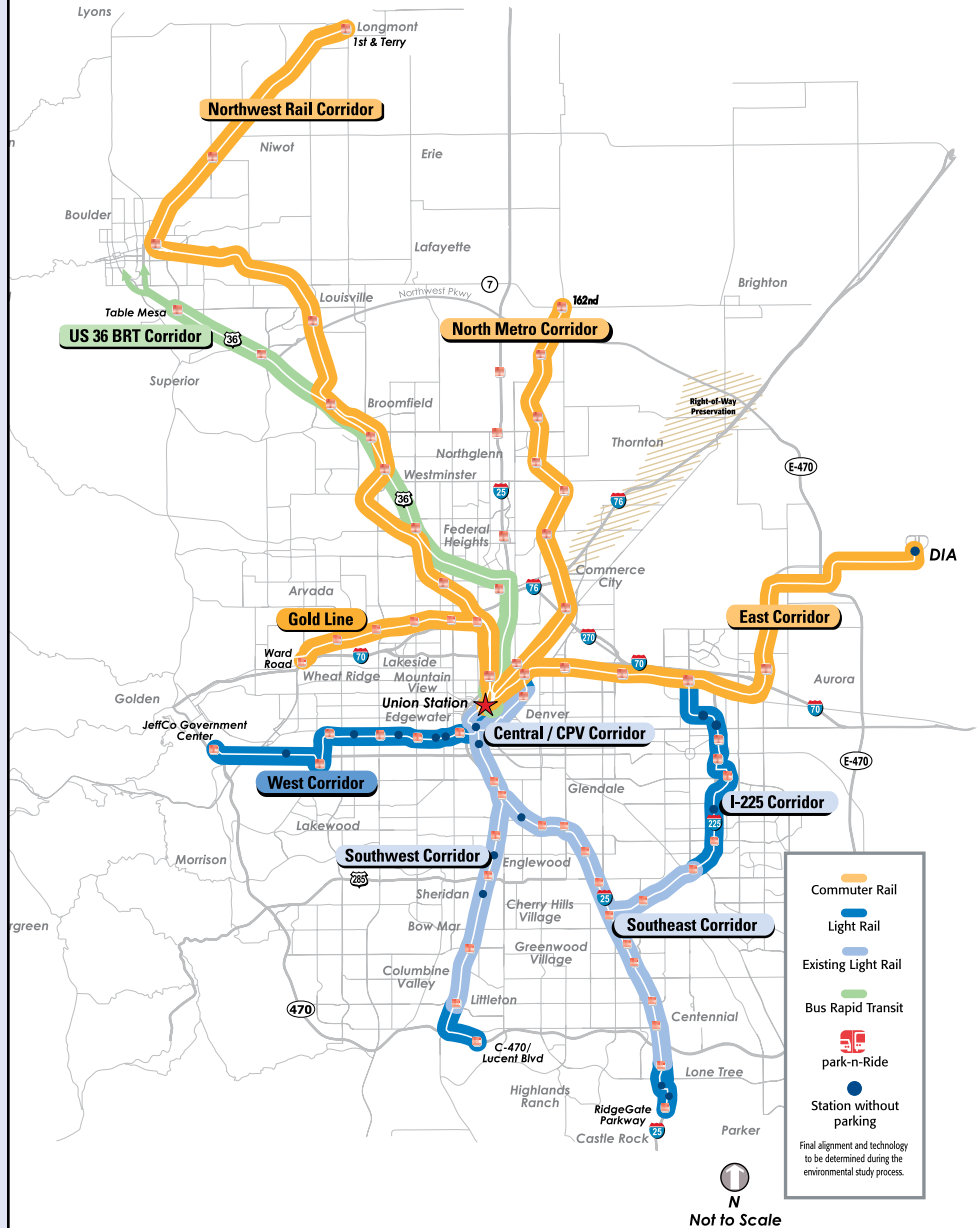 Lyons
Longmont
1st & Terry
Northwest Rail Corridor
n
Niwot
Erie
Boulder
Lafayette
7
Northwest Pkwy
Brighton
Louisville
162nd
Table Mesa
North Metro Corridor
US 36 BRT Corridor
36
Superior
Right-of-Way
Preservation
Broomfield
Thornton
Northglenn
E-470
Westminster
36
25
76
Federal
Heights
DIA
Commerce
City
Arvada
76
Gold Line
East Corridor
270
Ward
Road
70
Lakeside
70
Wheat Ridge
Mountain
View
Aurora
Golden
Union Station
70
Edgewater
Denver
JeffCo Government
Center
Central / CPV Corridor
E-470
West Corridor
Glendale
I-225 Corridor
Lakewood
225
Morrison
Southwest Corridor
Englewood
285
Sheridan
25
Cherry Hills
Village
rgreen
Bow Mar
Southeast Corridor
Greenwood
Village
Columbine
Valley
Littleton
470
Centennial
C-470/
Lucent Blvd
Lone Tree
Highlands
Ranch
RidgeGate
Parkway
25
Castle Rock
Parker
Commuter Rail
Light Rail
Existing Light Rail
Bus Rapid Transit
park-n-Ride
Station without
parking
Final alignment and technology
to be determined during the
environmental study process.
N
Not to Scale